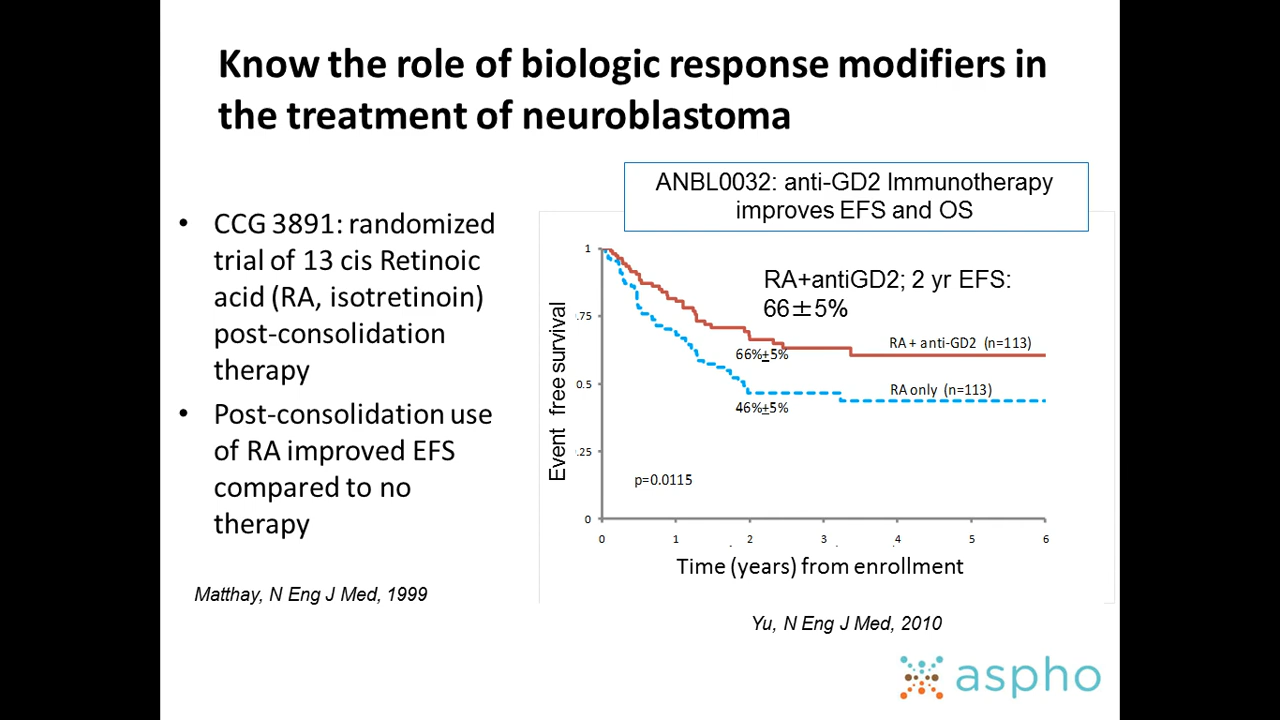 Know the role of biologic response modifiers in
the treatment of neuroblastoma
• CCG 3891: randomized
trial of 13 cis Retinoic
acid (RA, isotretinoin)
post-consolidation
therapy
• Post-consolidation use
of RA improved EFS
compared to no
therapy
Matthay, N Eng J Med, 1999
ANBL0032: anti-GD2 Immunotherapy
improves EFS and OS
RA+antiGD2; 2 yr EFS:
66±5%
Event free survival
1
.75
0.5
.25
0
66%±5%
RA + anti-GD2 (n=113)
RA only (n=113)
46%±5%
p=0.0115
0 1 2 3 4 5 6
Time (years) from enrollment
Yu, N Eng J Med, 2010
aspho